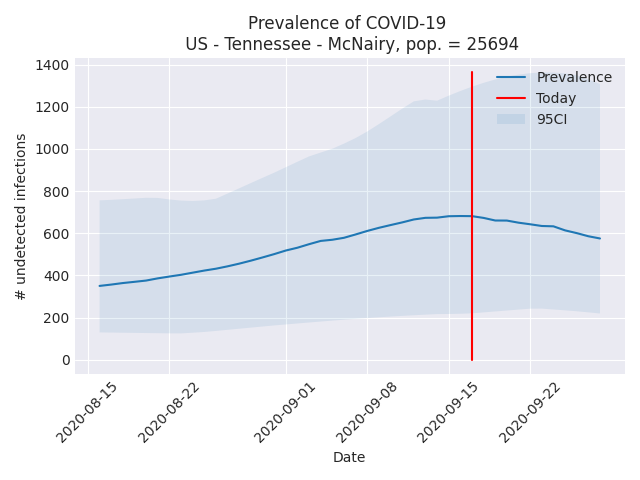 Prevalence of COVID-19
US - Tennessee - McNairy, pop. = 25694
1400
1200
1000
800
600
400
200
0
# undetected infections
Prevalence
Today
95CI
2020-08-15
2020-08-22
2020-09-01
2020-09-08
2020-09-15
2020-09-22
Date